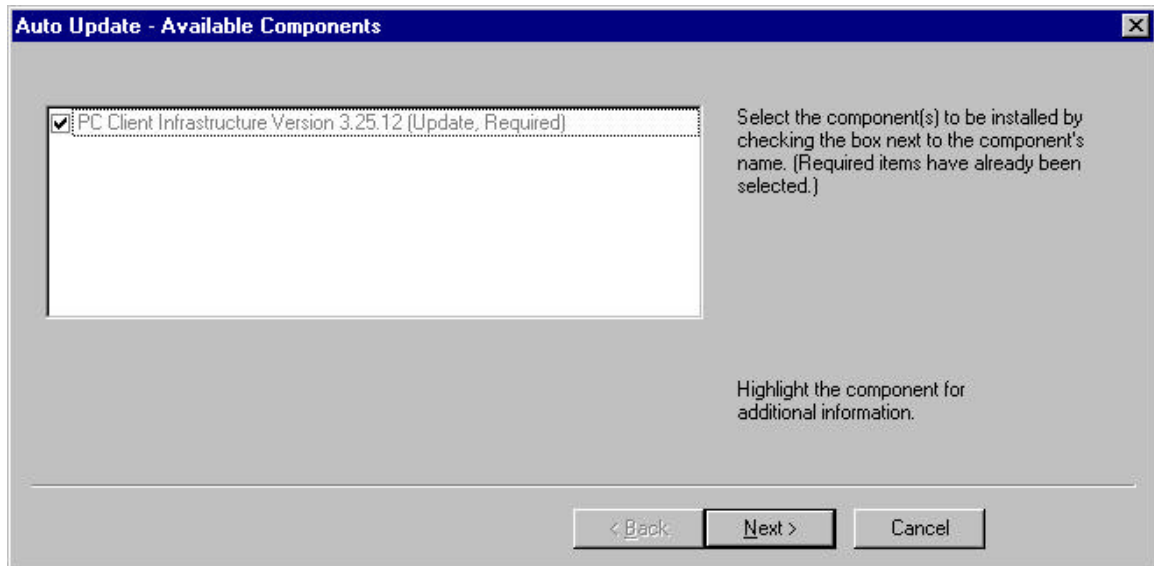 Auto Update - Available Components
PC Client Infrastructure Version 3.25.12 (Update, Required)
Select the component(s) to be installed by
checking the box next to the component's
name. (Required items have already been
selected.)
Highlight the component for
additional information.
< Back
Next >
Cancel